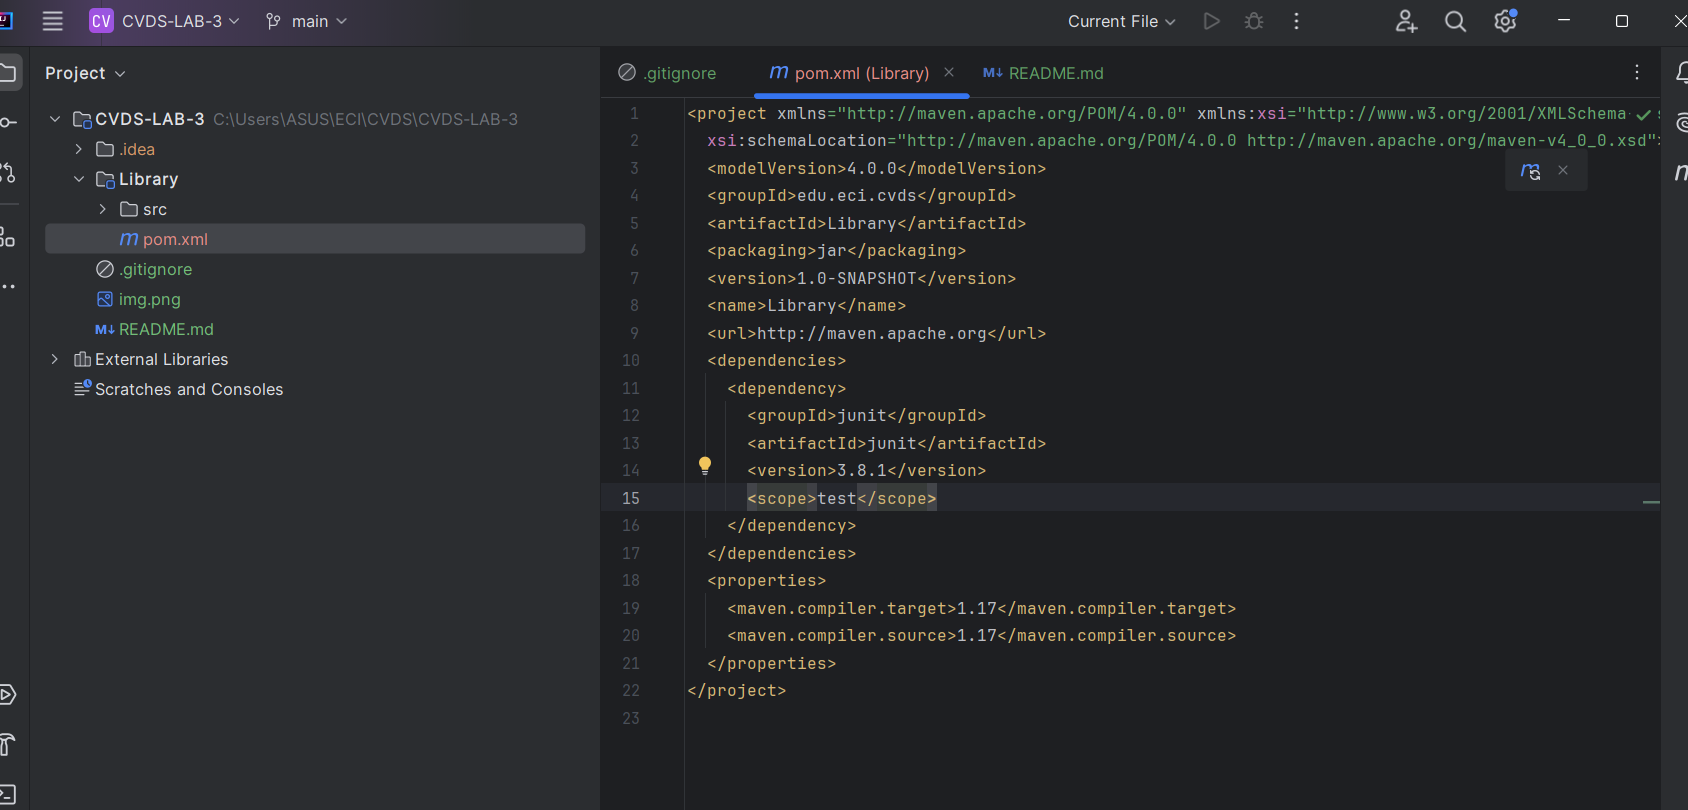 CV CVDS-LAB-3 main Current File
Project
CVDS-LAB-3 C:\Users\ASUS\ECI\CVDS\CVDS-LAB-3
.idea
Library
src
m pom.xml
.gitignore
img.png
M↓ README.md
External Libraries
Scratches and Consoles
.gitignore m pom.xml (Library) M↓ README.md
1 <project xmlns="http://maven.apache.org/POM/4.0.0" xmlns:xsi="http://www.w3.org/2001/XMLSchema-
2 xsi:schemaLocation="http://maven.apache.org/POM/4.0.0 http://maven.apache.org/maven-v4_0_0.xsd">
3 <modelVersion>4.0.0</modelVersion>
4 <groupId>edu.eci.cvds</groupId>
5 <artifactId>Library</artifactId>
6 <packaging>jar</packaging>
7 <version>1.0-SNAPSHOT</version>
8 <name>Library</name>
9 <url>http://maven.apache.org</url>
10 <dependencies>
11 <dependency>
12 <groupId>junit</groupId>
13 <artifactId>junit</artifactId>
14 <version>3.8.1</version>
15 <scope>test</scope>
16 </dependency>
17 </dependencies>
18 <properties>
19 <maven.compiler.target>1.17</maven.compiler.target>
20 <maven.compiler.source>1.17</maven.compiler.source>
21 </properties>
22 </project>
23